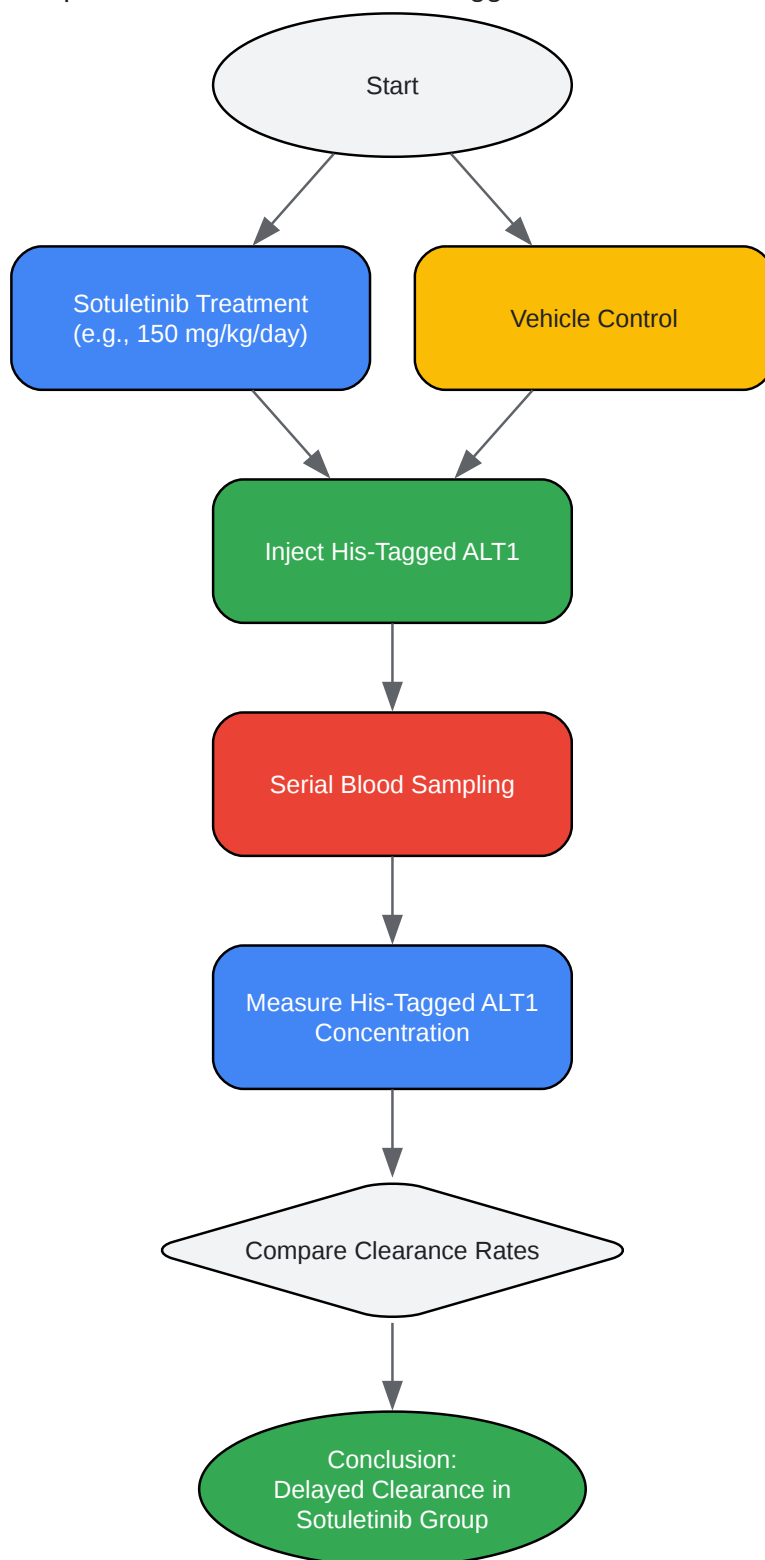 Start
Sotuletinib Treatment
(e.g., 150 mg/kg/day)
Vehicle Control
Inject His-Tagged ALT1
Serial Blood Sampling
Measure His-Tagged ALT1
Concentration
Compare Clearance Rates
Conclusion:
Delayed Clearance in
Sotuletinib Group